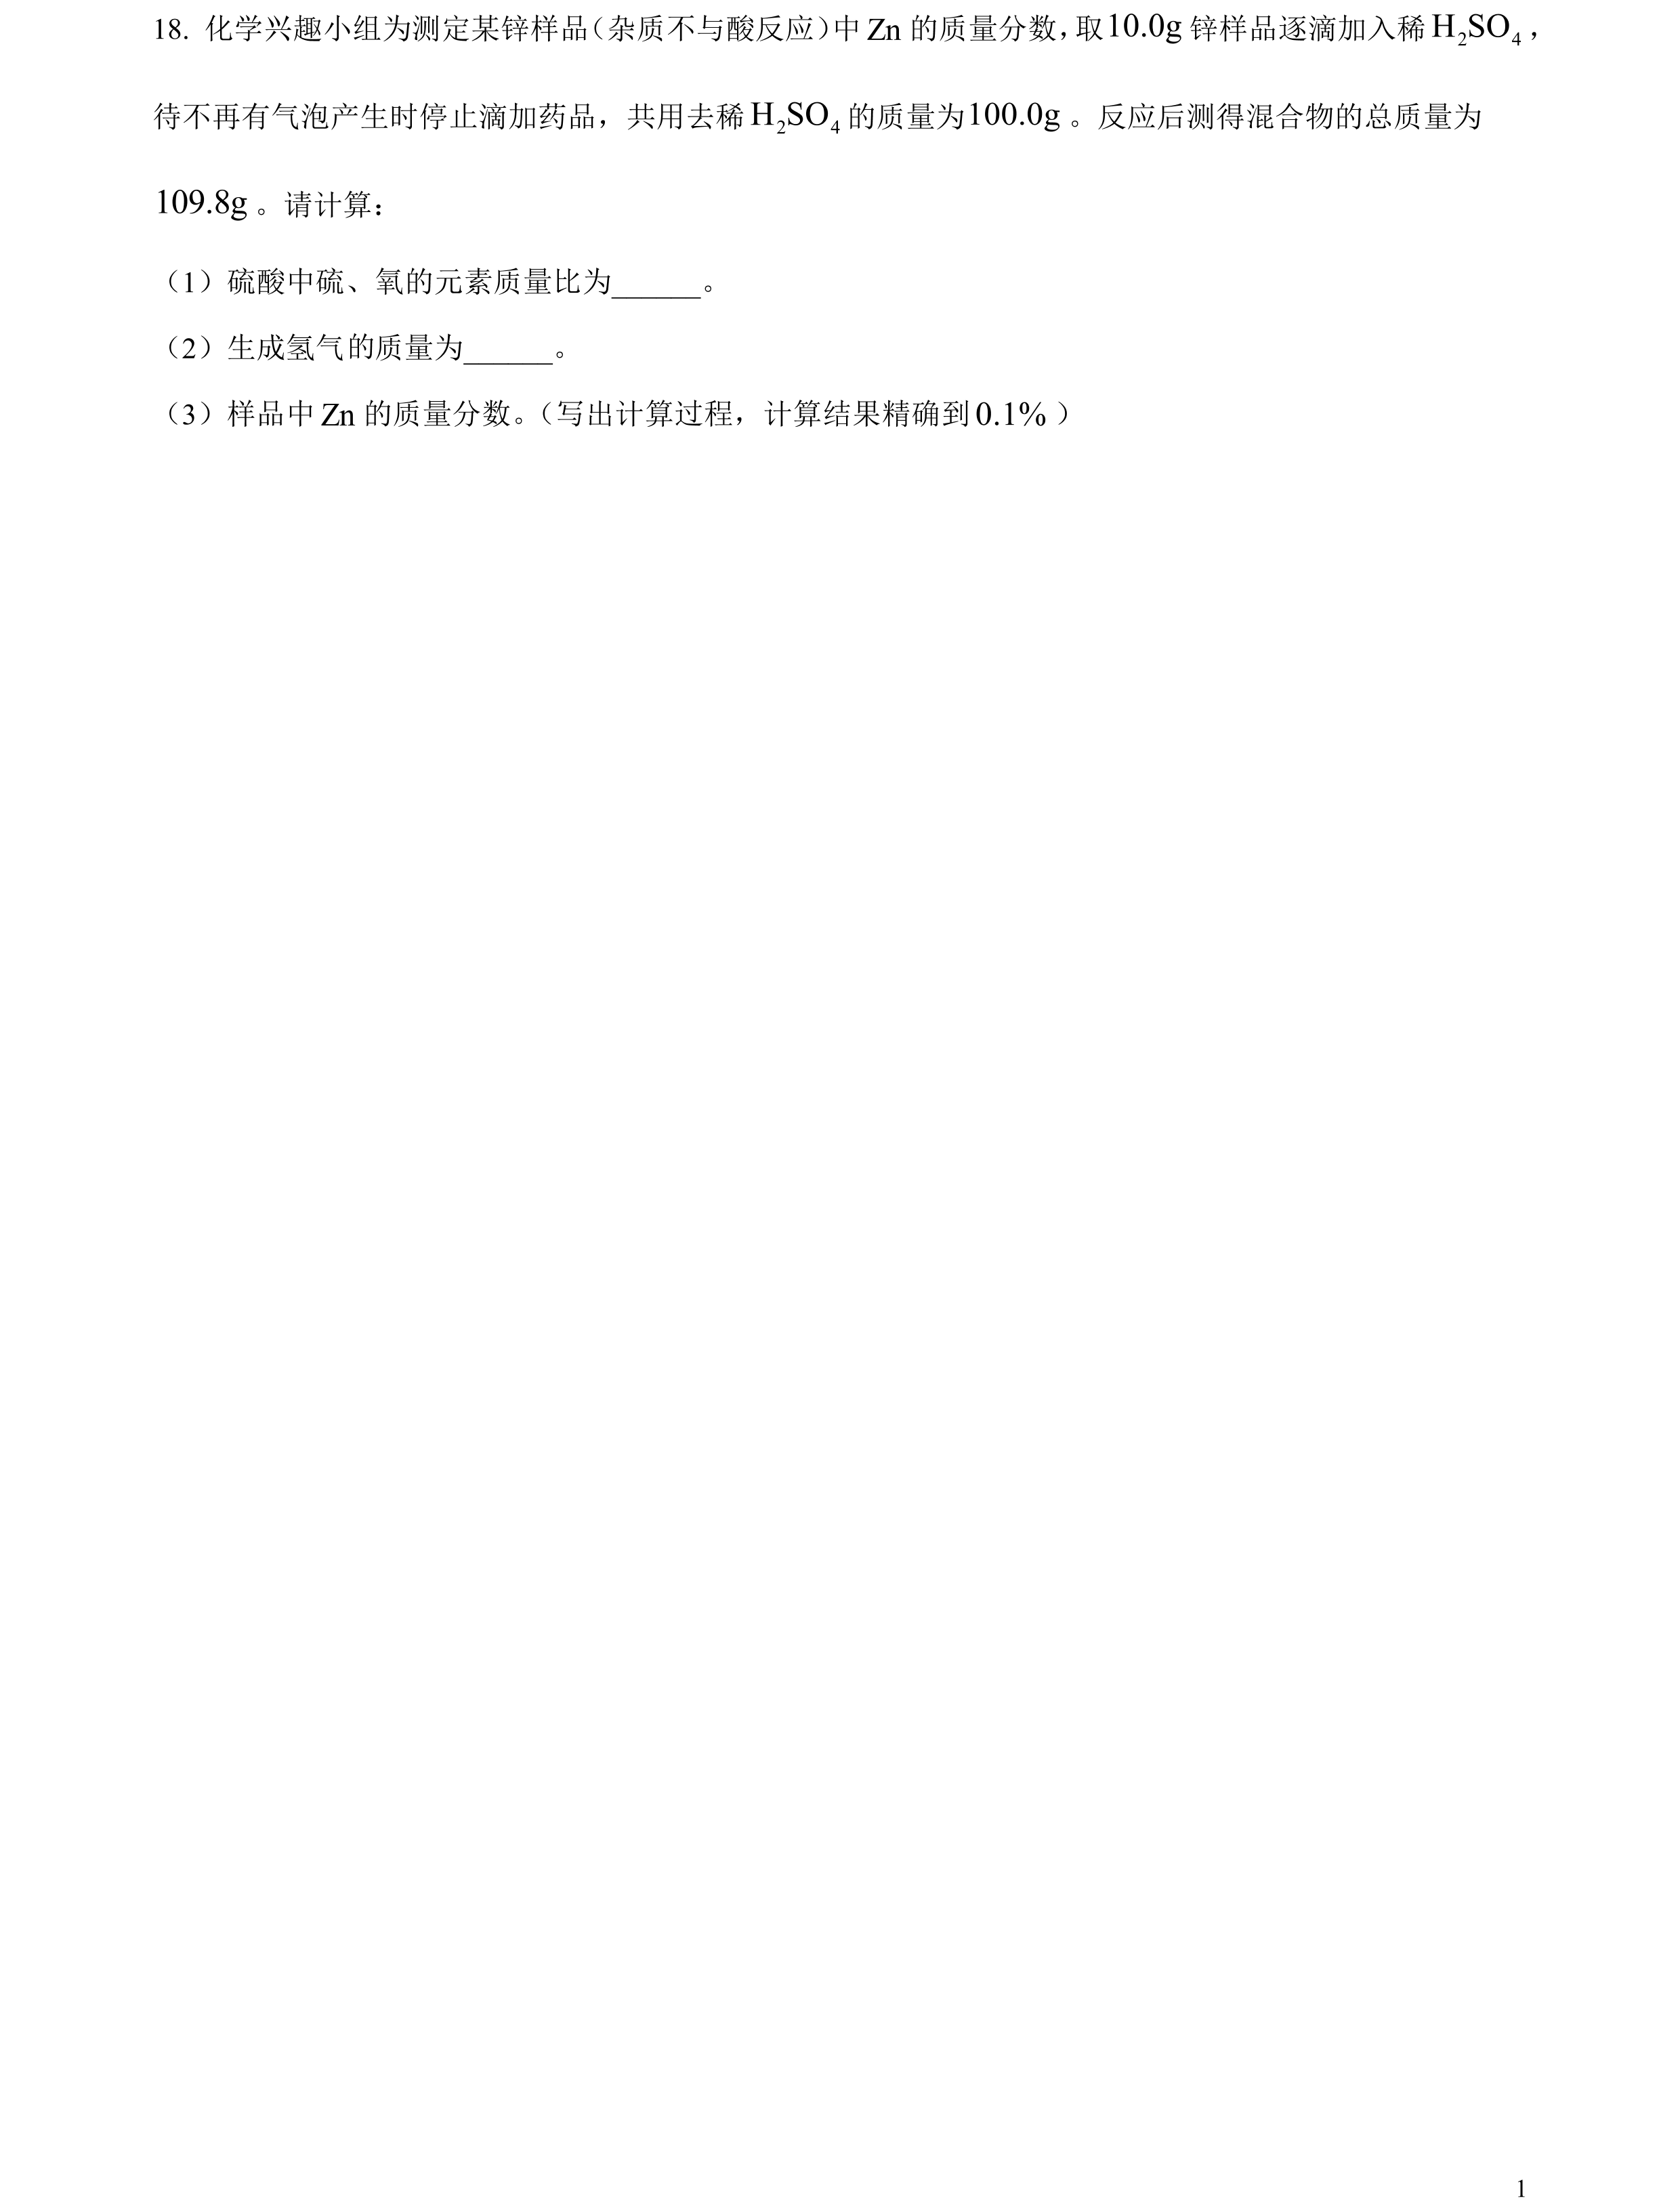 18. 化学兴趣小组为测定某锌样品(杂质不与酸反应)中 Zn 的质量分数，取10.0g 锌样品逐滴加入稀 H₂SO₄，
待不再有气泡产生时停止滴加药品，共用去稀 H₂SO₄ 的质量为100.0g。反应后测得混合物的总质量为
109.8g。请计算：
（1）硫酸中硫、氧的元素质量比为______。
（2）生成氢气的质量为______。
（3）样品中 Zn 的质量分数。（写出计算过程，计算结果精确到 0.1%）
1